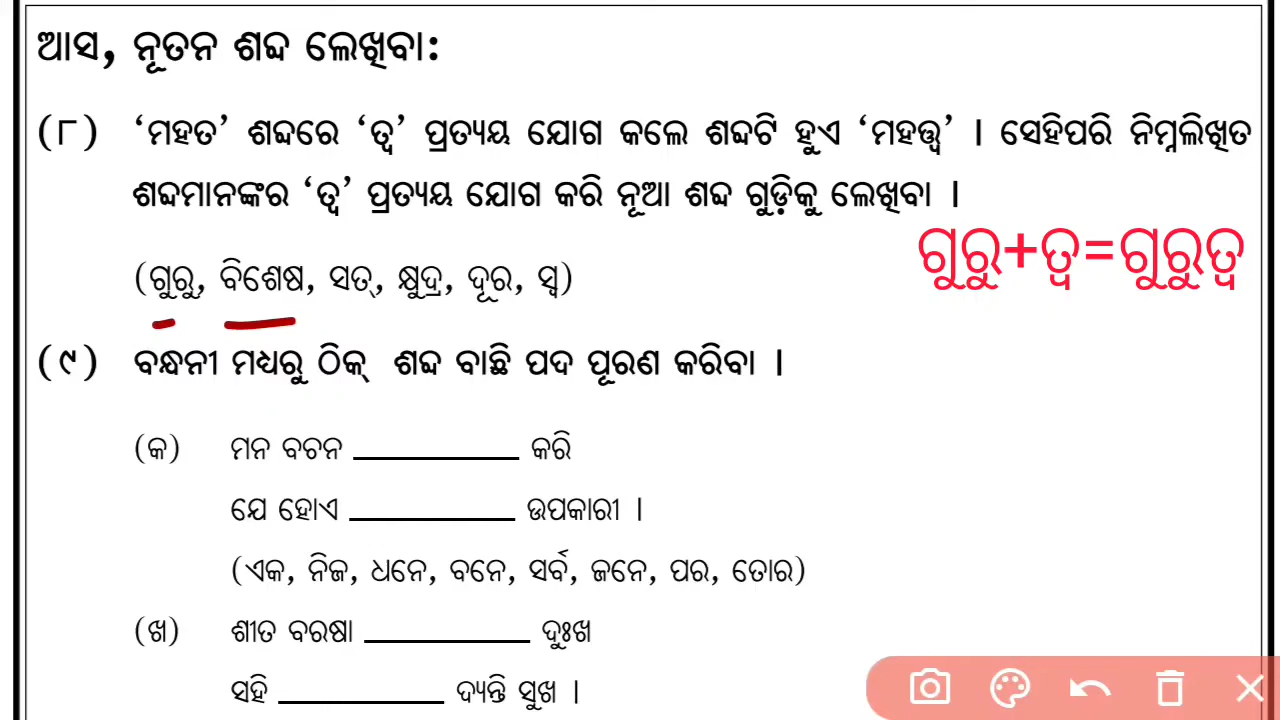 ଆସ, ନୂତନ ଶବ୍ଦ ଲେଖିବା:
(୮) ‘ମହତ’ ଶବ୍ଦରେ ‘ତ୍ୱ’ ପ୍ରତ୍ୟୟ ଯୋଗ କଲେ ଶବ୍ଦଟି ହୁଏ ‘ମହତ୍ତ୍ୱ’ । ସେହିପରି ନିମ୍ନଲିଖିତ
ଶବ୍ଦମାନଙ୍କର ‘ତ୍ୱ’ ପ୍ରତ୍ୟୟ ଯୋଗ କରି ନୂଆ ଶବ୍ଦ ଗୁଡ଼ିକୁ ଲେଖିବା ।
ଗୁରୁ+ତ୍ୱ=ଗୁରୁତ୍ୱ
(ଗୁରୁ, ବିଶେଷ, ସତ୍, କ୍ଷୁଦ୍ର, ଦୂର, ସ୍ୱ)
(୯) ବନ୍ଧନୀ ମଧ୍ୟରୁ ଠିକ୍ ଶବ୍ଦ ବାଛି ପଦ ପୂରଣ କରିବା ।
(କ) ମନ ବଚନ __________ କରି
ଯେ ହୋଏ __________ ଉପକାରୀ ।
(ଏକ, ନିଜ, ଧନେ, ବନେ, ସର୍ବ, ଜନେ, ପର, ତୋର)
(ଖ) ଶୀତ ବରଷା __________ ଦୁଃଖ
ସହି __________ ଦ୍ୟନ୍ତି ସୁଖ ।